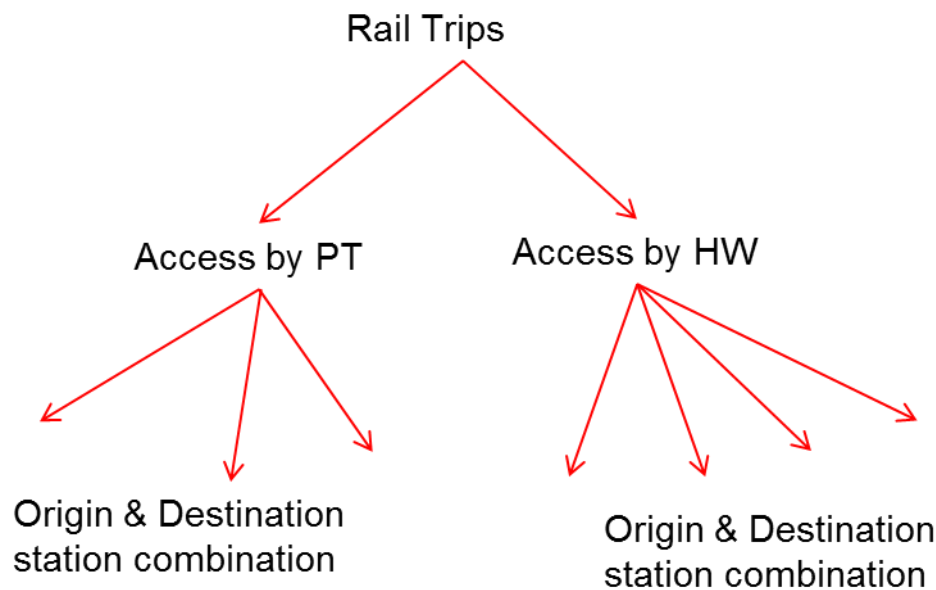 Rail Trips
Access by PT
Access by HW
Origin & Destination
station combination
Origin & Destination
station combination